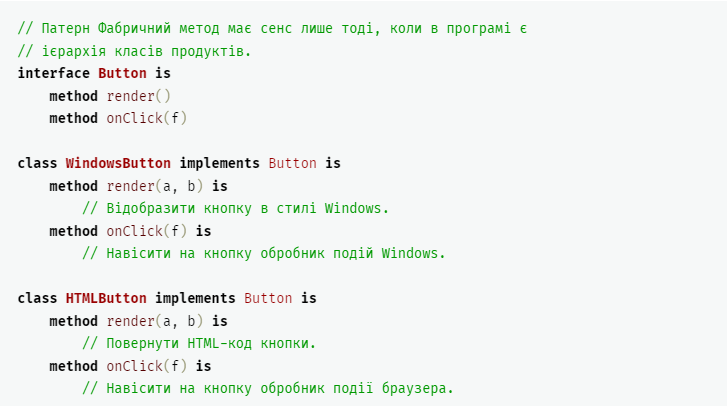 // Патерн Фабричний метод має сенс лише тоді, коли в програмі є
// ієрархія класів продуктів.
interface Button is
    method render()
    method onClick(f)

class WindowsButton implements Button is
    method render(a, b) is
        // Відобразити кнопку в стилі Windows.
    method onClick(f) is
        // Навісити на кнопку обробник подій Windows.

class HTMLButton implements Button is
    method render(a, b) is
        // Повернути HTML-код кнопки.
    method onClick(f) is
        // Навісити на кнопку обробник події браузера.